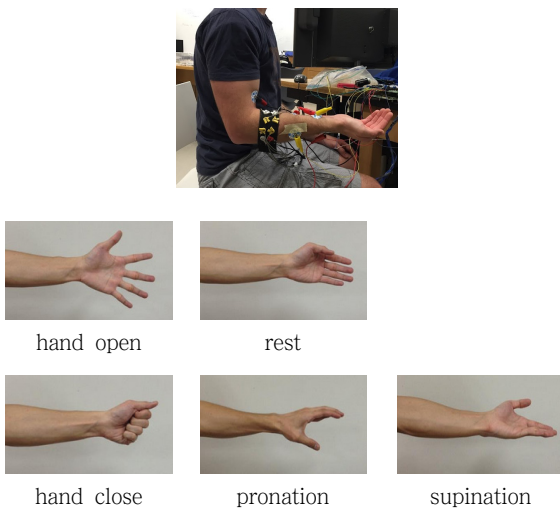 hand open
rest
hand close
pronation
supination